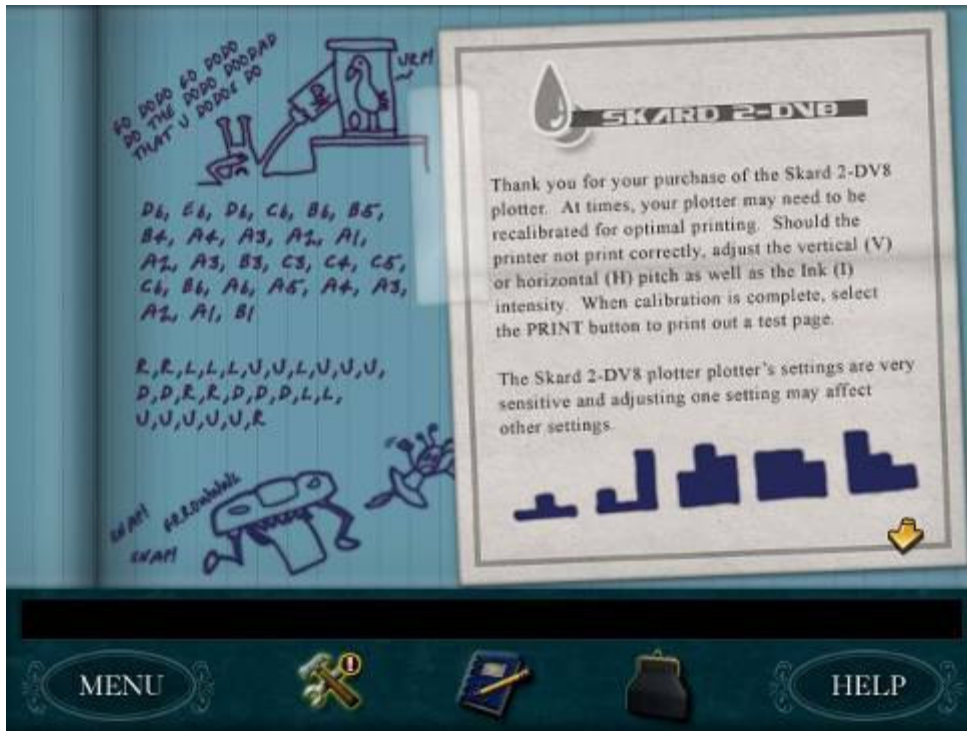 GO DODO GO DODO
DO THE DODO DOODAD
THAT U DODOS DO
URP!
D6, E6, D6, C6, B6, B5,
B4, A4, A3, A2, A1,
A2, A3, B3, C3, C4, C5,
C6, B6, A6, A5, A4, A3,
A2, A1, B1
R,R,L,L,L,U,U,L,U,U,U,
D,D,R,R,D,D,D,L,L,
U,U,U,U,U,R
SNAP!
SNAP!
SKARD 2-DV8
Thank you for your purchase of the Skard 2-DV8
plotter. At times, your plotter may need to be
recalibrated for optimal printing. Should the
printer not print correctly, adjust the vertical (V)
or horizontal (H) pitch as well as the Ink (I)
intensity. When calibration is complete, select
the PRINT button to print out a test page.
The Skard 2-DV8 plotter plotter's settings are very
sensitive and adjusting one setting may affect
other settings.
MENU
HELP